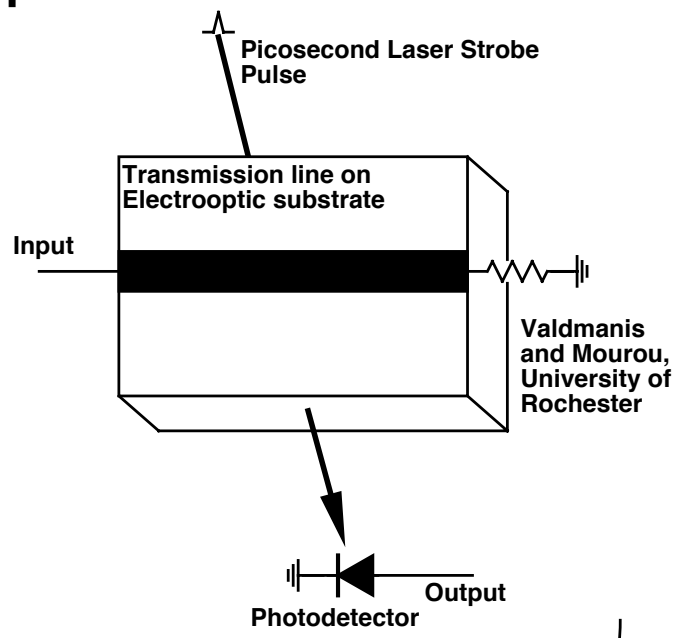 Picosecond Laser Strobe
Pulse
Transmission line on
Electrooptic substrate
Input
Valdmanis
and Mourou,
University of
Rochester
Output
Photodetector